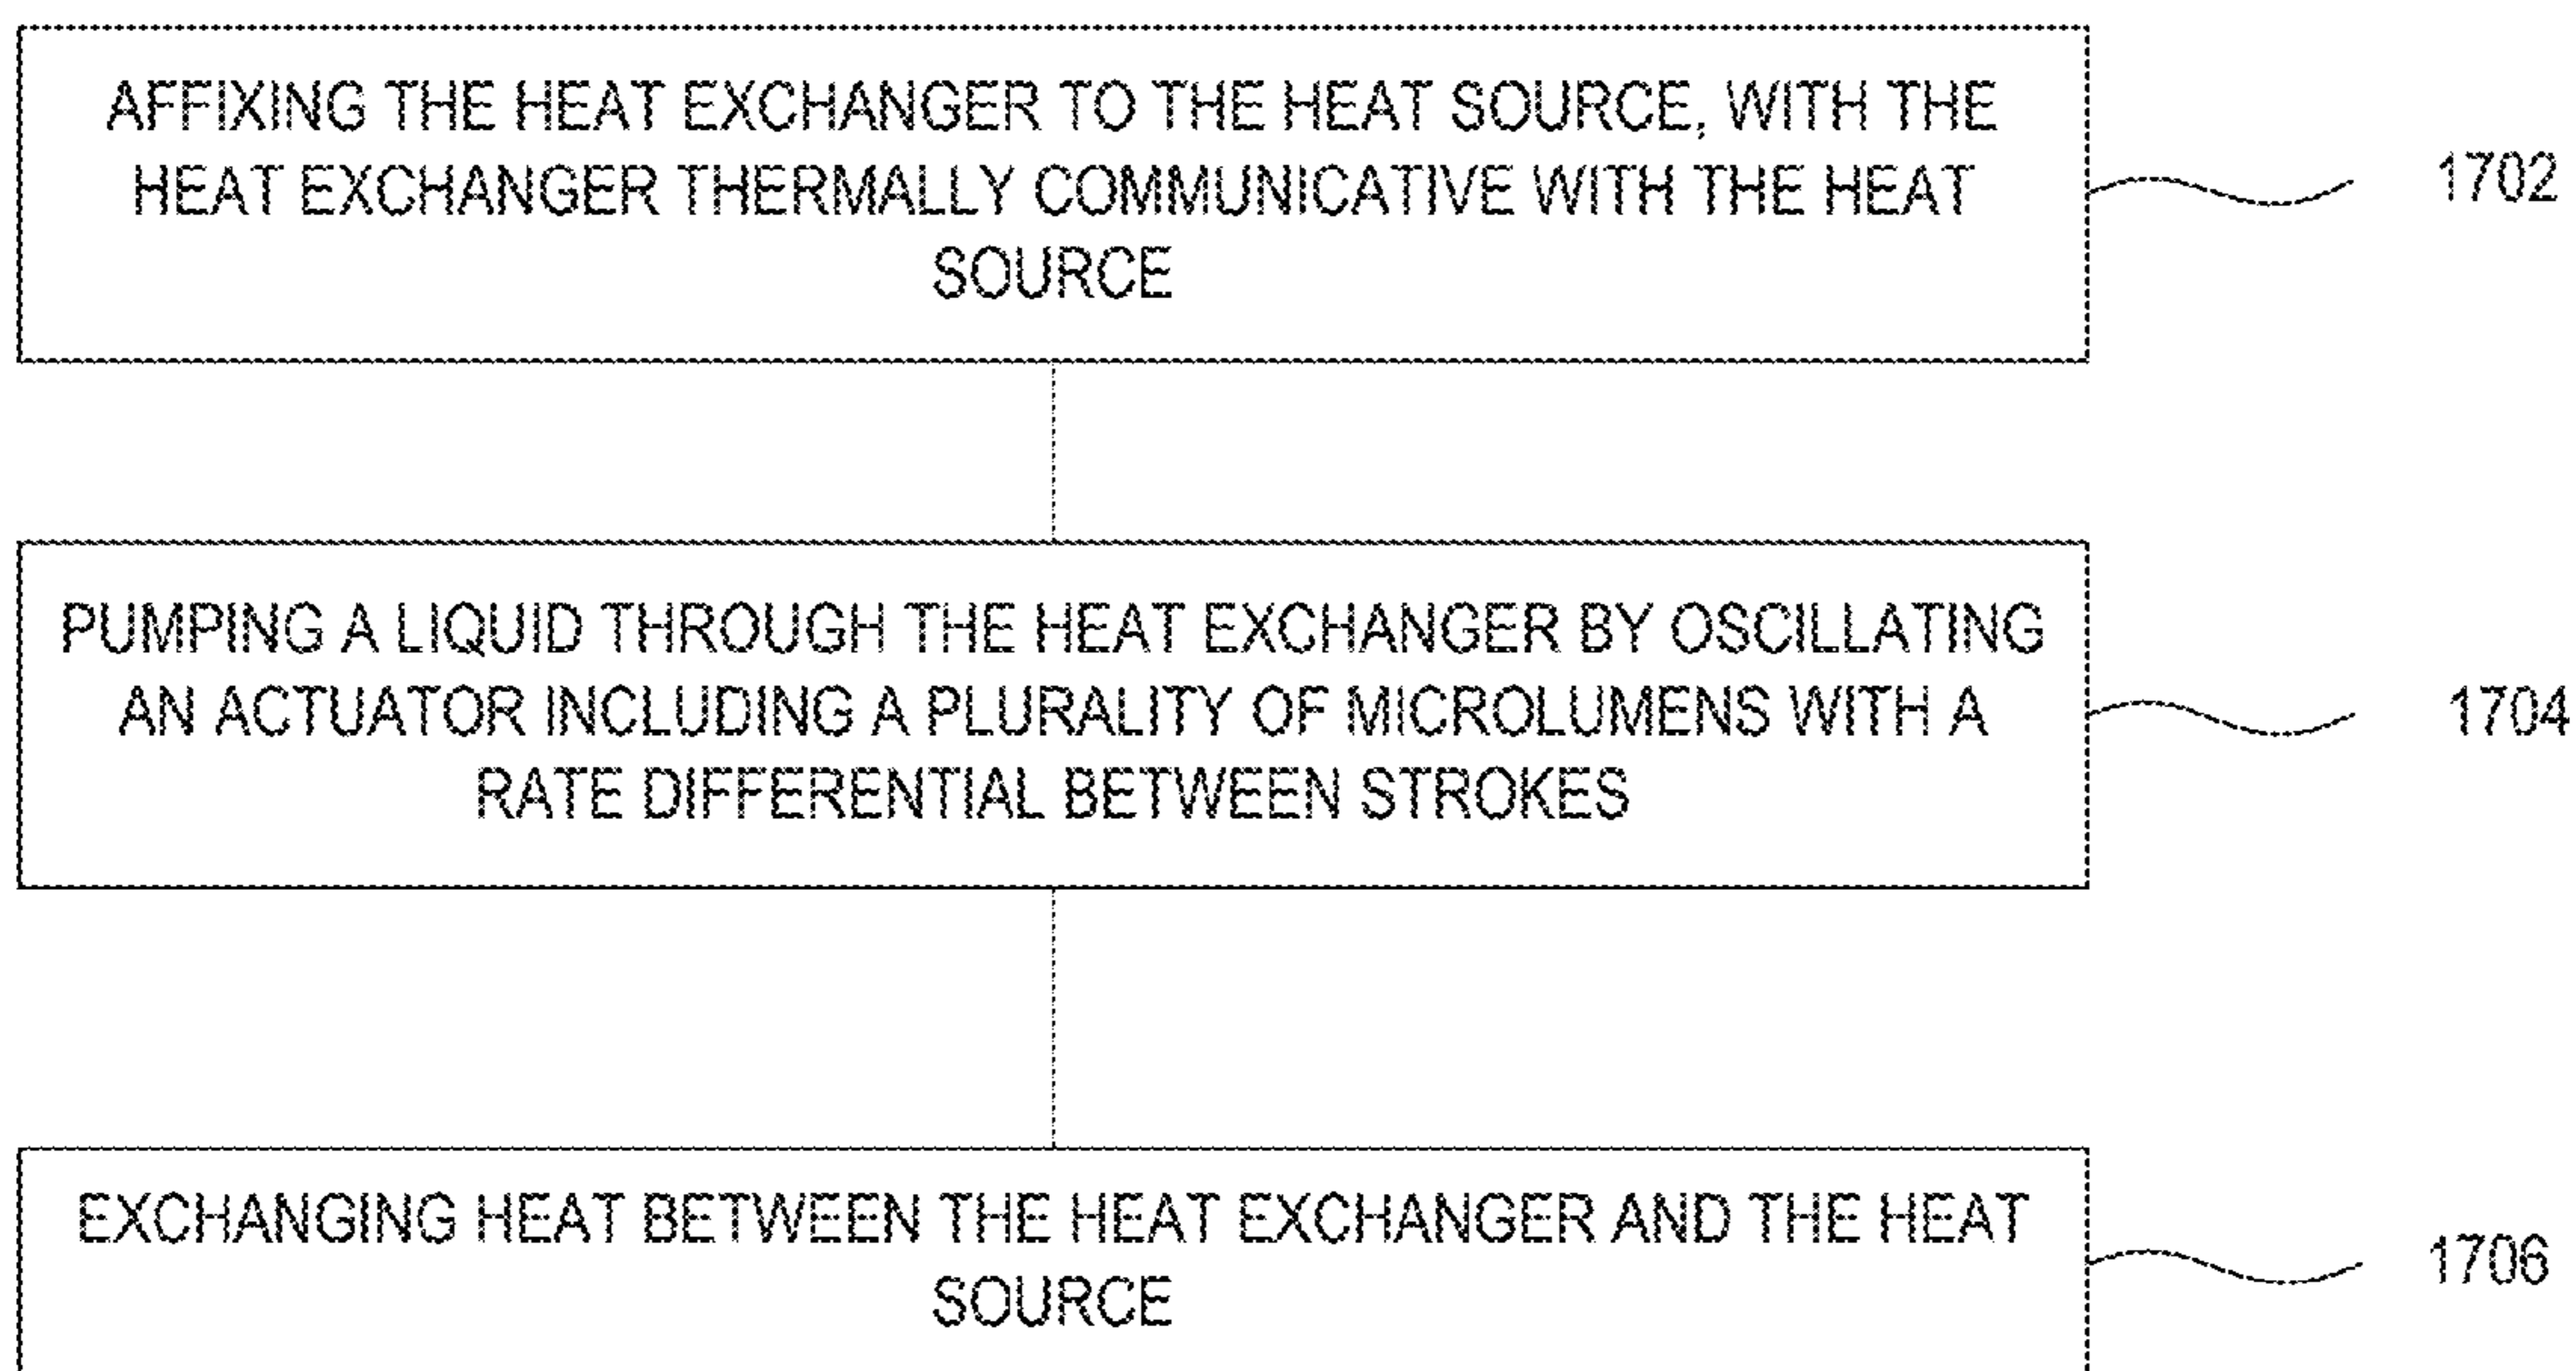 AFFIXING THE HEAT EXCHANGER TO THE HEAT SOURCE, WITH THE
HEAT EXCHANGER THERMALLY COMMUNICATIVE WITH THE HEAT
SOURCE
1702
PUMPING A LIQUID THROUGH THE HEAT EXCHANGER BY OSCILLATING
AN ACTUATOR INCLUDING A PLURALITY OF MICROLUMENS WITH A
RATE DIFFERENTIAL BETWEEN STROKES
1704
EXCHANGING HEAT BETWEEN THE HEAT EXCHANGER AND THE HEAT
SOURCE
1706